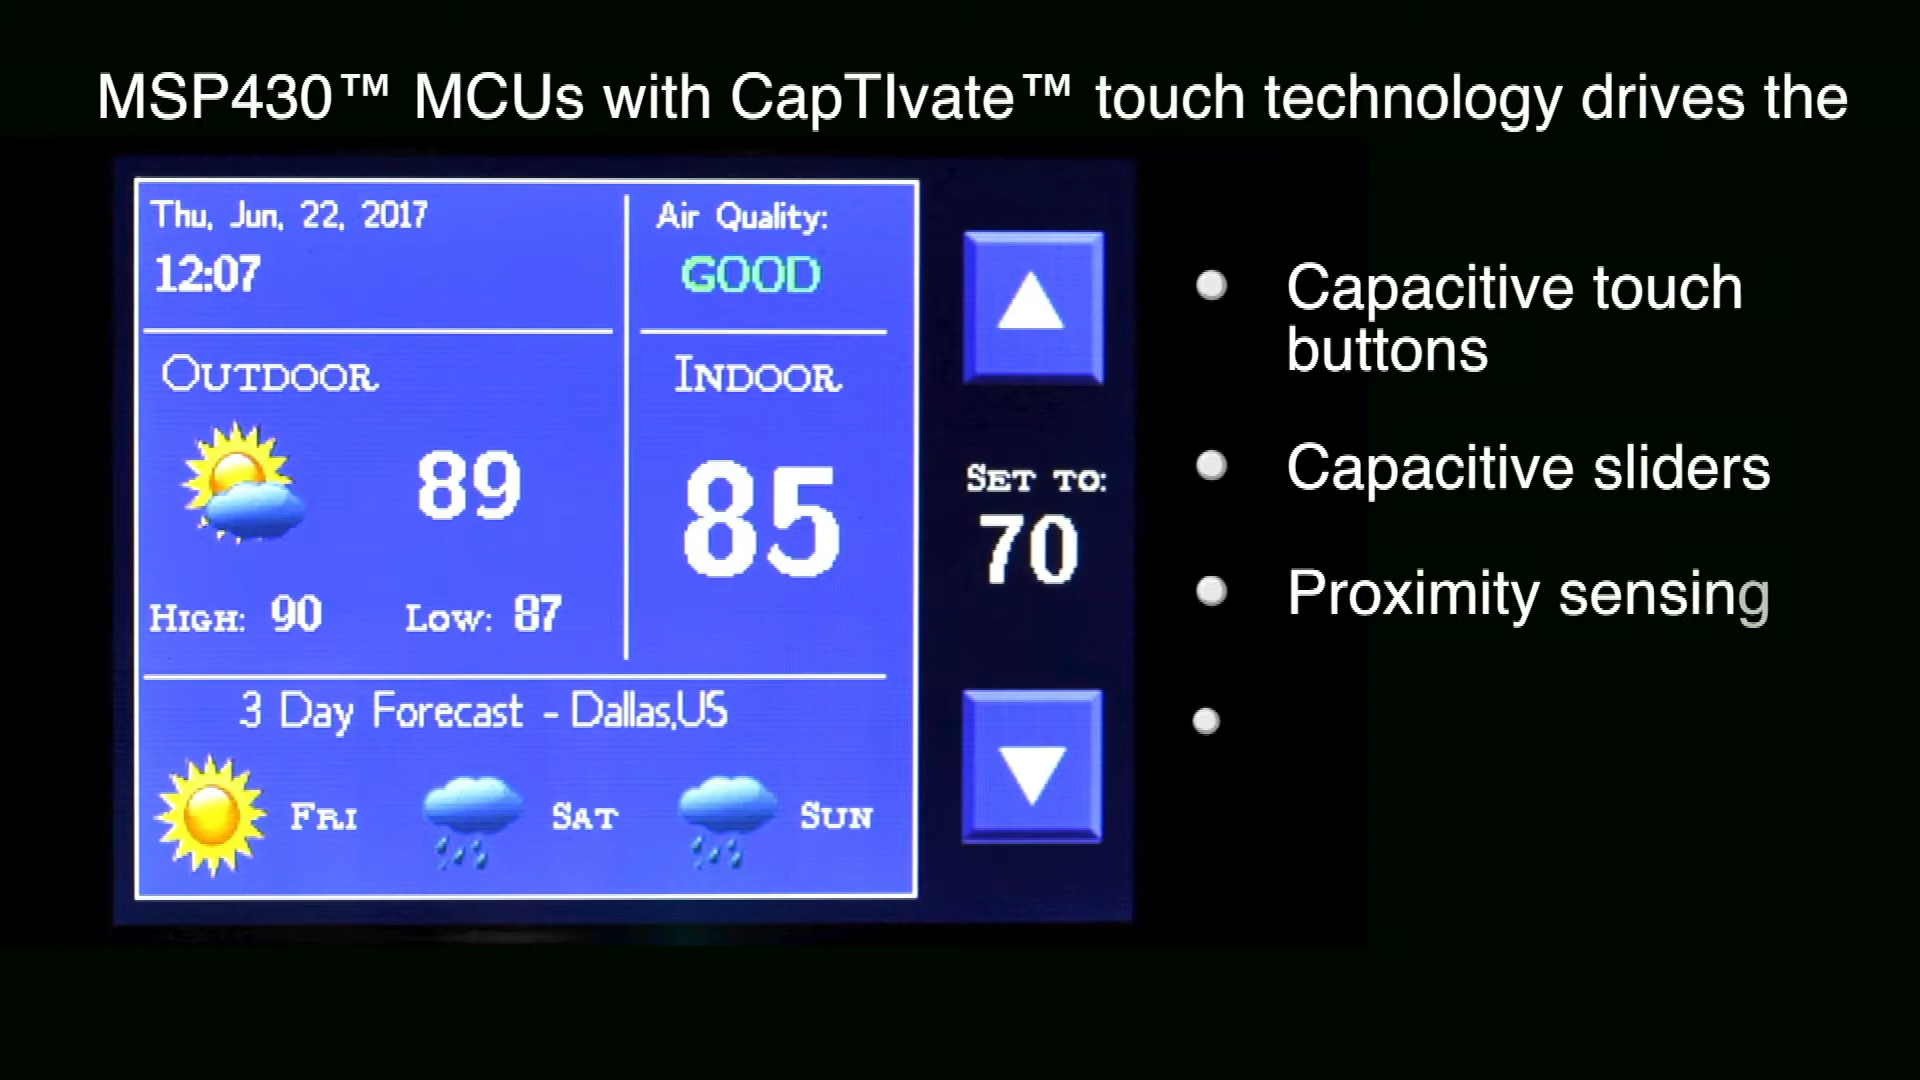 MSP430™ MCUs with CapTIvate™ touch technology drives the
Thu, Jun, 22, 2017
12:07
Air Quality:
GOOD
OUTDOOR
89
HIGH: 90 LOW: 87
INDOOR
85
3 Day Forecast - Dallas,US
FRI
SAT
SUN
SET TO:
70
Capacitive touch
buttons
Capacitive sliders
Proximity sensing